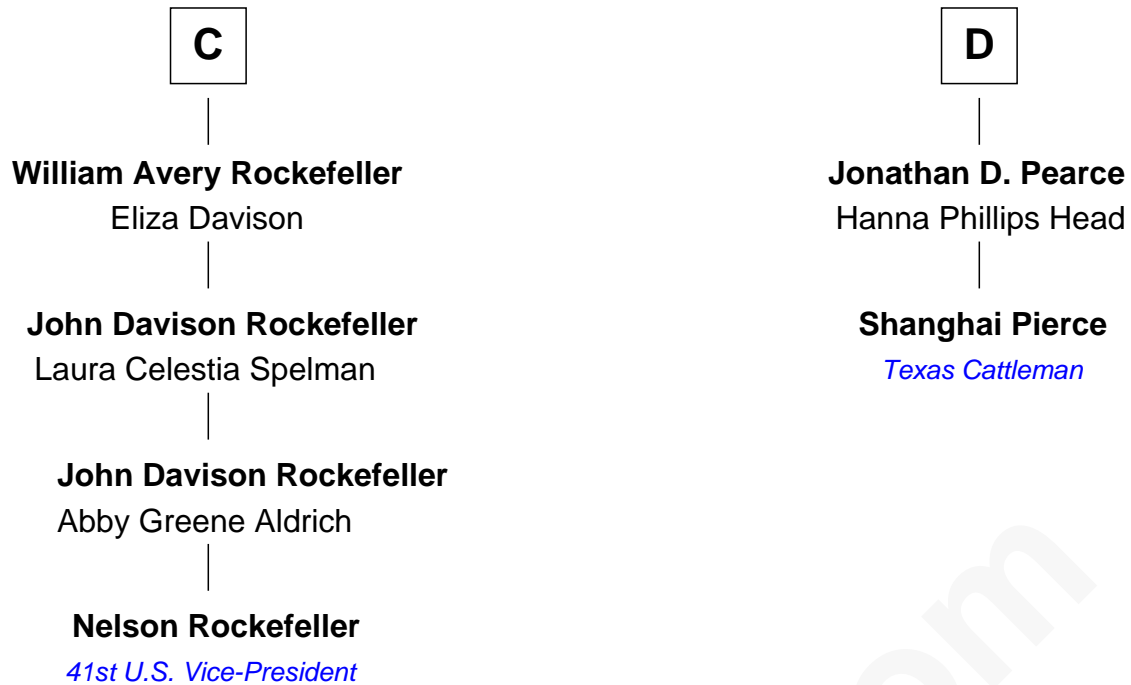 C
William Avery Rockefeller
Eliza Davison
John Davison Rockefeller
Laura Celestia Spelman
John Davison Rockefeller
Abby Greene Aldrich
Nelson Rockefeller
41st U.S. Vice-President
D
Jonathan D. Pearce
Hanna Phillips Head
Shanghai Pierce
Texas Cattleman
om